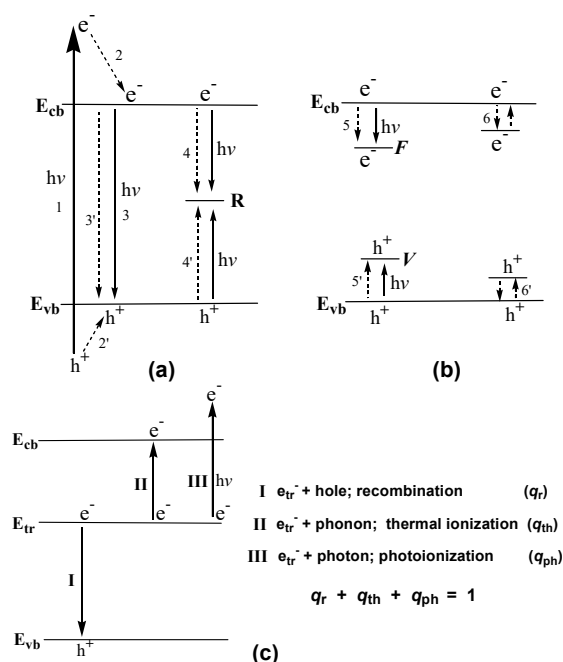 e⁻
2
e⁻ e⁻
E_cb
hν
1
3'
hν
3
4
hν
R
4'
hν
E_vb
h⁺ h⁺
2'
h⁺
(a)
e⁻ e⁻
E_cb
5 hν
e⁻ F
6
e⁻
h⁺ V
5' hν
h⁺
6'
E_vb
h⁺ h⁺
(b)
e⁻
E_cb
e⁻
II
III hν
E_tr
e⁻ e⁻ e⁻
I
E_vb
h⁺
(c)
I e_tr⁻ + hole; recombination (q_r)
II e_tr⁻ + phonon; thermal ionization (q_th)
III e_tr⁻ + photon; photoionization (q_ph)
q_r + q_th + q_ph = 1